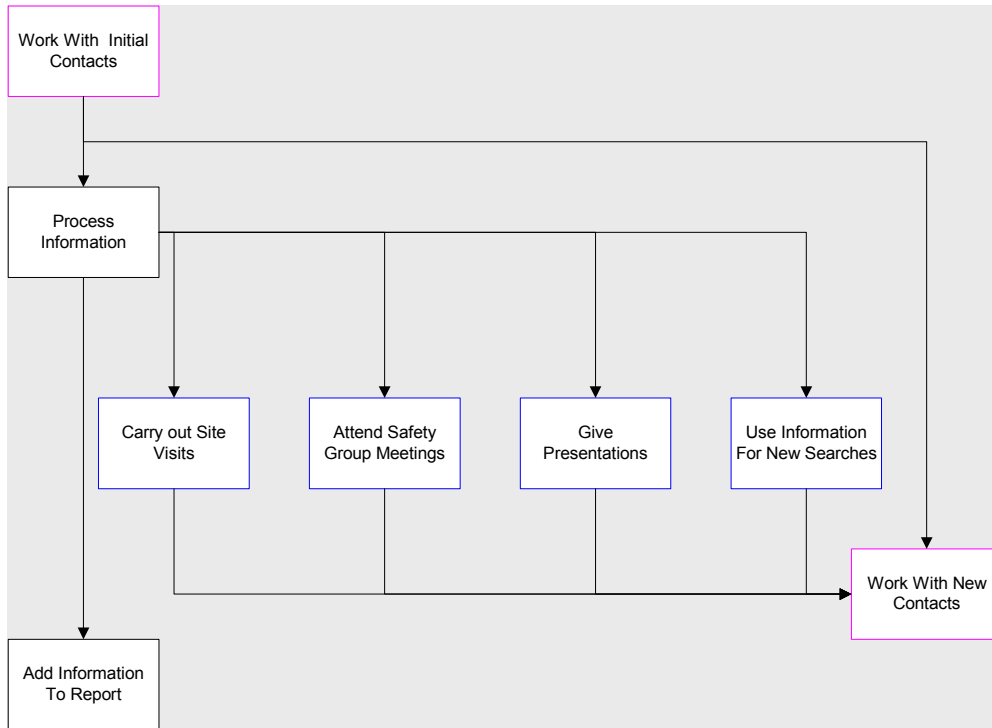 Work With Initial
Contacts
Process
Information
Carry out Site
Visits
Attend Safety
Group Meetings
Give
Presentations
Use Information
For New Searches
Work With New
Contacts
Add Information
To Report